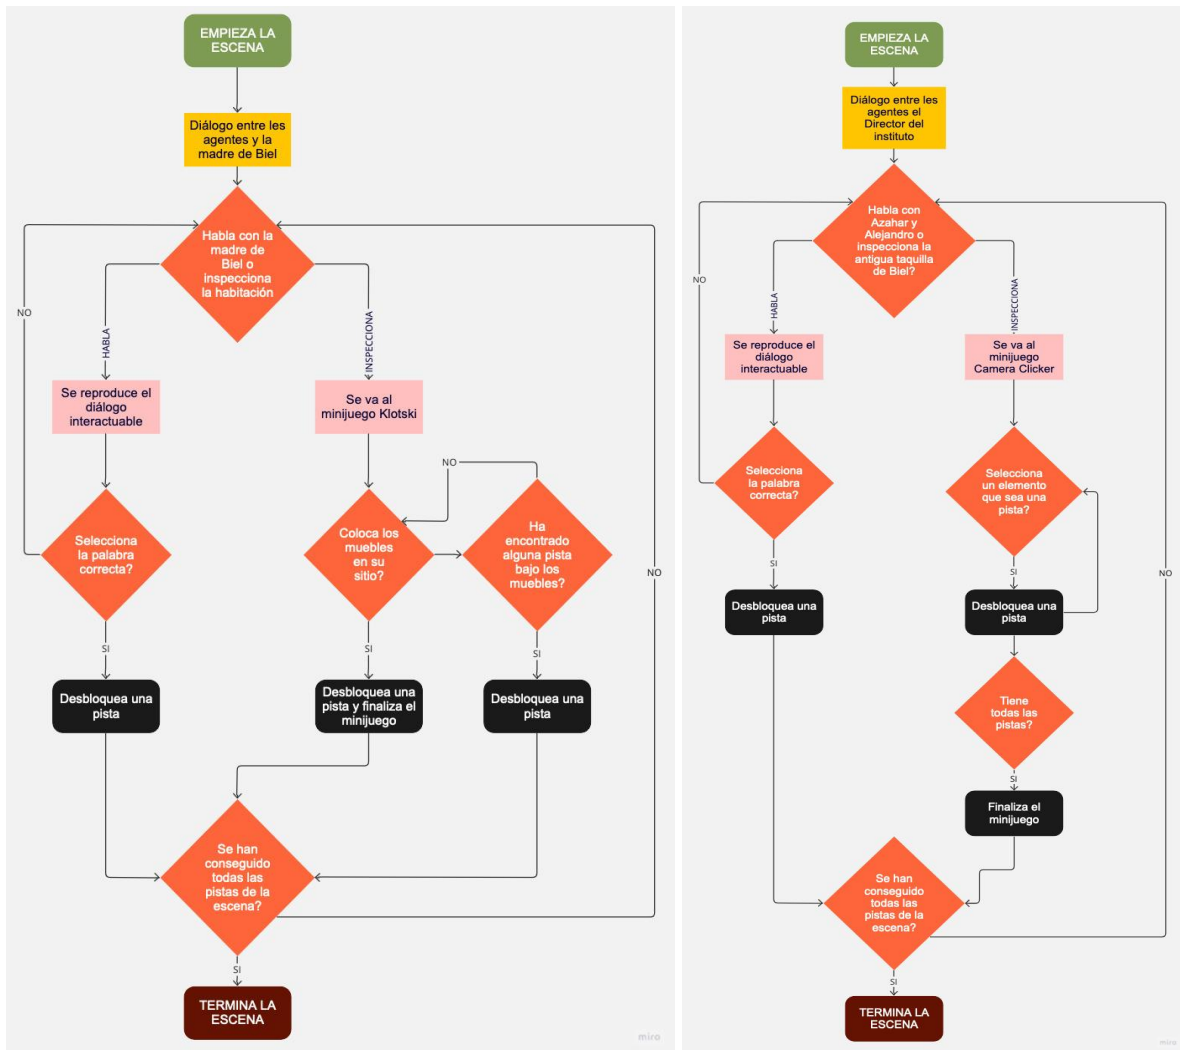 EMPIEZA LA
ESCENA
Diálogo entre les
agentes y la
madre de Biel
Habla con la
madre de
Biel o
inspecciona
la habitación
NO
HABLA
INSPECCIONA
Se reproduce el
diálogo
interactuable
Se va al
minijuego Klotski
NO
Selecciona
la palabra
correcta?
Coloca los
muebles
en su
sitio?
Ha
encontrado
alguna pista
bajo los
muebles?
NO
SI
SI
SI
Desbloquea una
pista
Desbloquea una
pista y finaliza el
minijuego
Desbloquea una
pista
Se han
conseguido
todas las
pistas de la
escena?
SI
TERMINA LA
ESCENA
miro
EMPIEZA LA
ESCENA
Diálogo entre les
agentes el
Director del
instituto
Habla con
Azahar y
Alejandro o
inspecciona la
antigua taquilla
de Biel?
NO
HABLA
INSPECCIONA
Se reproduce el
diálogo
interactuable
Se va al
minijuego
Camera Clicker
Selecciona
la palabra
correcta?
Selecciona
un elemento
que sea una
pista?
SI
SI
NO
Desbloquea una
pista
Desbloquea una
pista
Tiene
todas las
pistas?
SI
Finaliza el
minijuego
Se han
conseguido
todas las
pistas de la
escena?
SI
TERMINA LA
ESCENA
miro